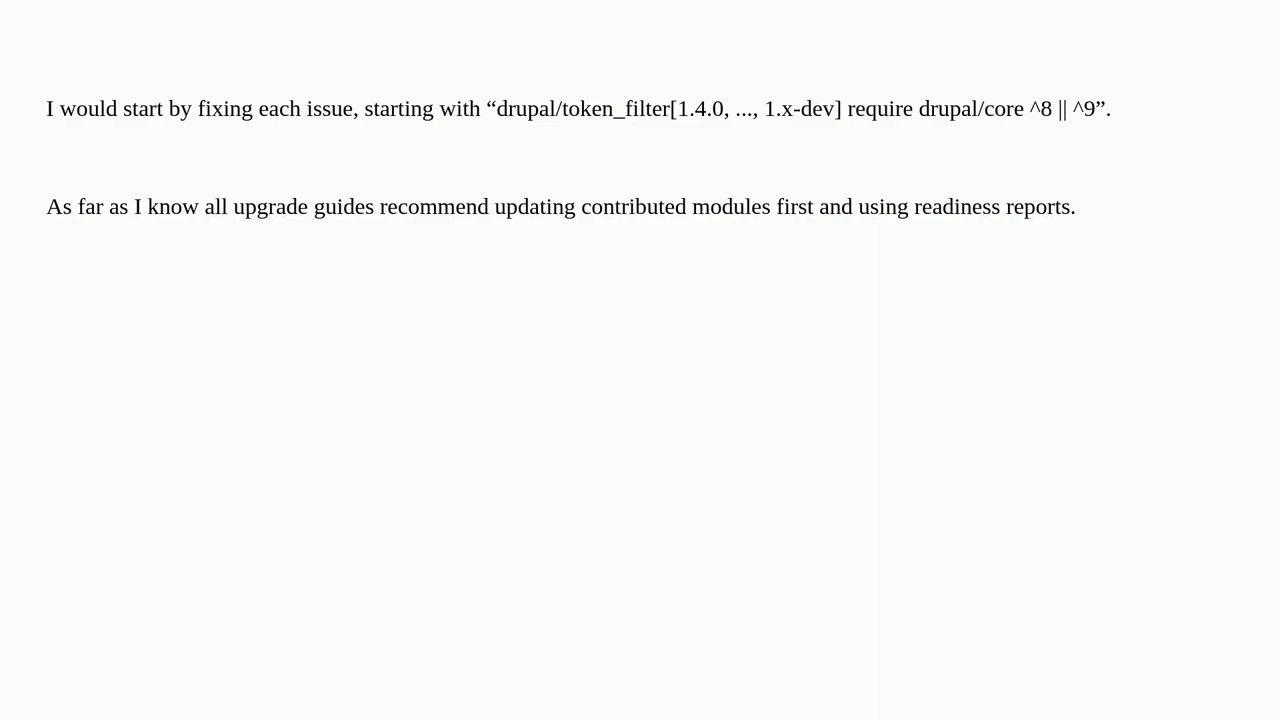 I would start by fixing each issue, starting with “drupal/token_filter[1.4.0, ..., 1.x-dev] require drupal/core ^8 || ^9”.
As far as I know all upgrade guides recommend updating contributed modules first and using readiness reports.